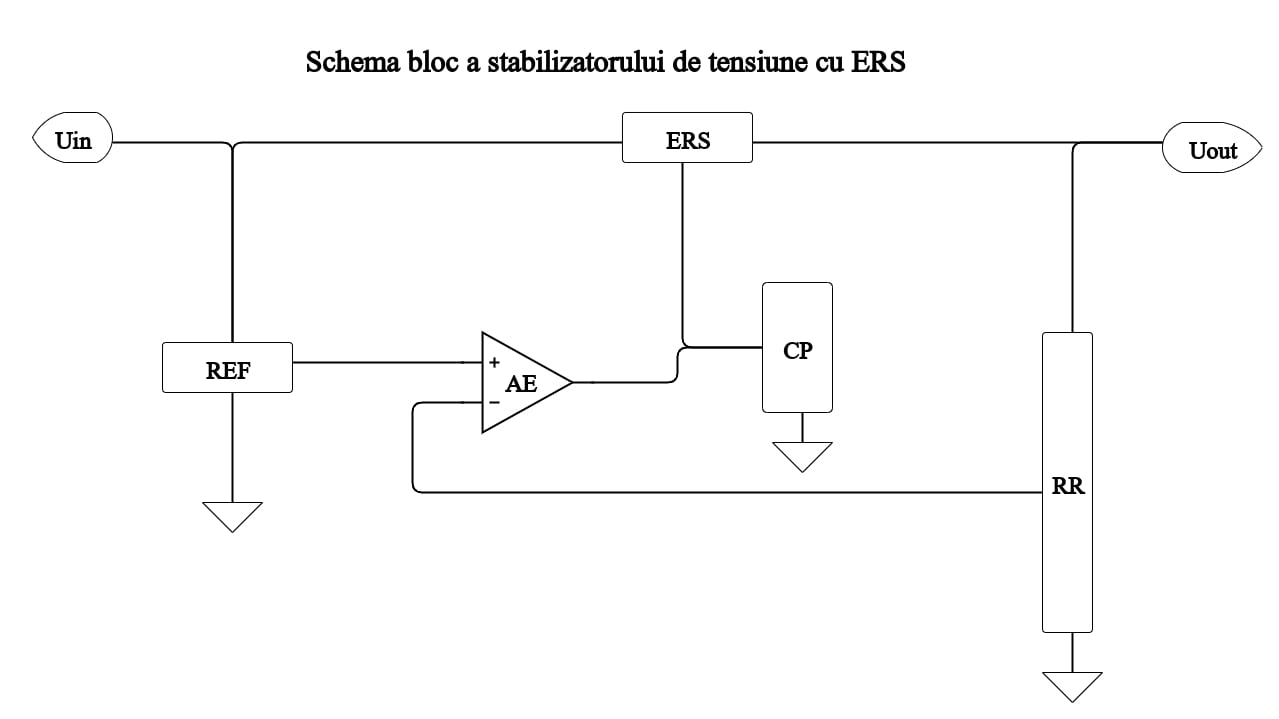 Schema bloc a stabilizatorului de tensiune cu ERS
Uin
ERS
Uout
REF
+
AE
−
CP
RR